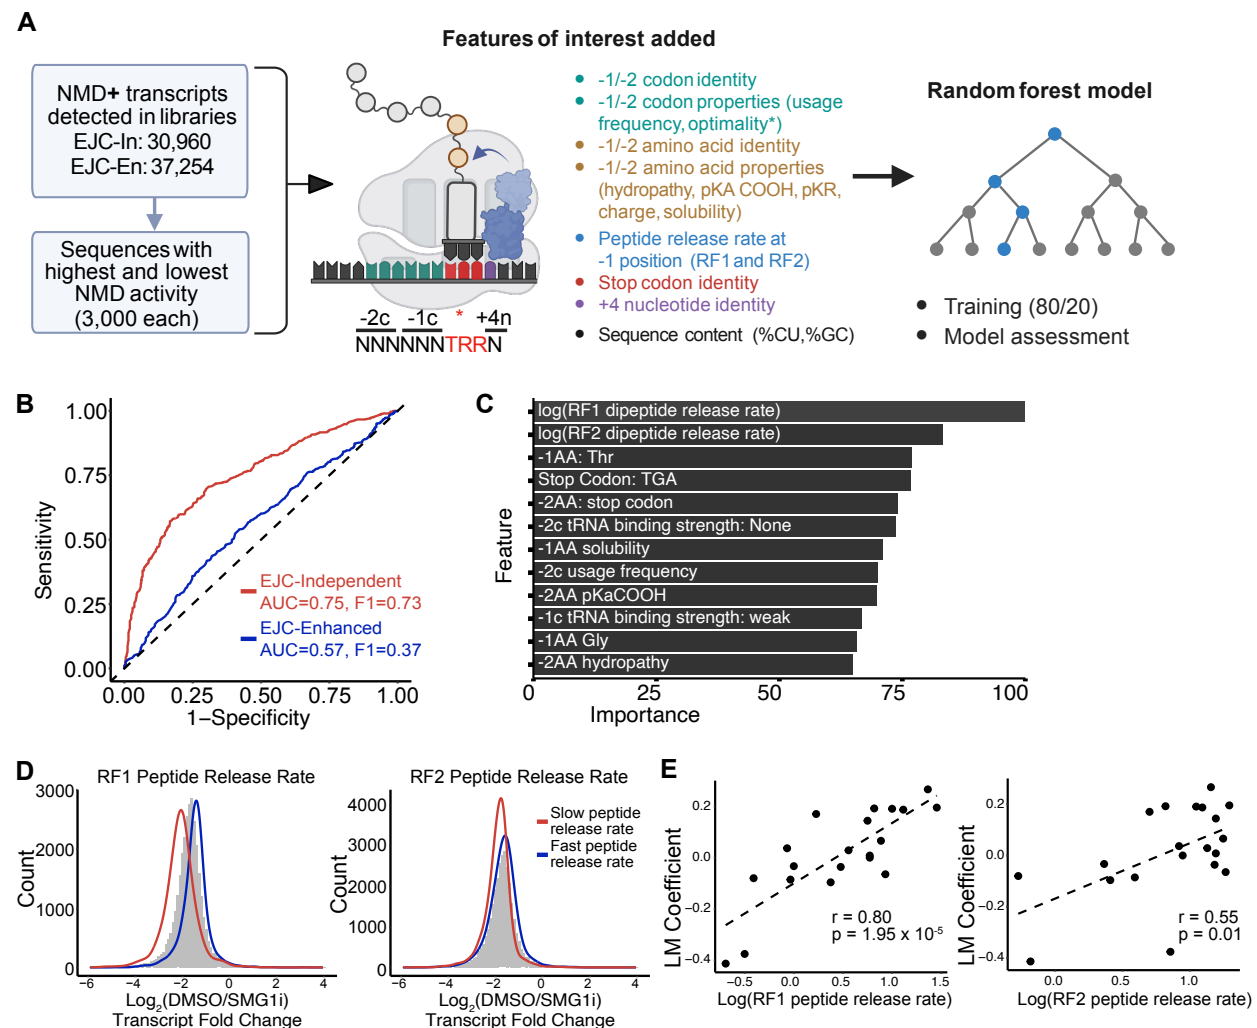 A
Features of interest added
NMD+ transcripts
detected in libraries
EJC-In: 30,960
EJC-En: 37,254
Sequences with
highest and lowest
NMD activity
(3,000 each)
-2c -1c * +4n
NNNNNNTRRN
-1/-2 codon identity
-1/-2 codon properties (usage
frequency, optimality*)
-1/-2 amino acid identity
-1/-2 amino acid properties
(hydropathy, pKA COOH, pKR,
charge, solubility)
Peptide release rate at
-1 position (RF1 and RF2)
Stop codon identity
+4 nucleotide identity
Sequence content (%CU,%GC)
Random forest model
Training (80/20)
Model assessment
B
Sensitivity
1.00
0.75
0.50
0.25
0.00
EJC-Independent
AUC=0.75, F1=0.73
EJC-Enhanced
AUC=0.57, F1=0.37
0.00 0.25 0.50 0.75 1.00
1–Specificity
C
Feature
log(RF1 dipeptide release rate)
log(RF2 dipeptide release rate)
-1AA: Thr
Stop Codon: TGA
-2AA: stop codon
-2c tRNA binding strength: None
-1AA solubility
-2c usage frequency
-2AA pKaCOOH
-1c tRNA binding strength: weak
-1AA Gly
-2AA hydropathy
0 25 50 75 100
Importance
D
RF1 Peptide Release Rate
Count
3000
2000
1000
0
−6 −4 −2 0 2 4
Log2(DMSO/SMG1i)
Transcript Fold Change
RF2 Peptide Release Rate
Count
4000
3000
2000
1000
0
Slow peptide
release rate
Fast peptide
release rate
−6 −4 −2 0 2 4
Log2(DMSO/SMG1i)
Transcript Fold Change
E
LM Coefficient
0.2
0.0
−0.2
−0.4
r = 0.80
p = 1.95 x 10-5
−0.5 0.0 0.5 1.0 1.5
Log(RF1 peptide release rate)
LM Coefficient
0.2
0.0
−0.2
−0.4
r = 0.55
p = 0.01
0.0 0.5 1.0
Log(RF2 peptide release rate)